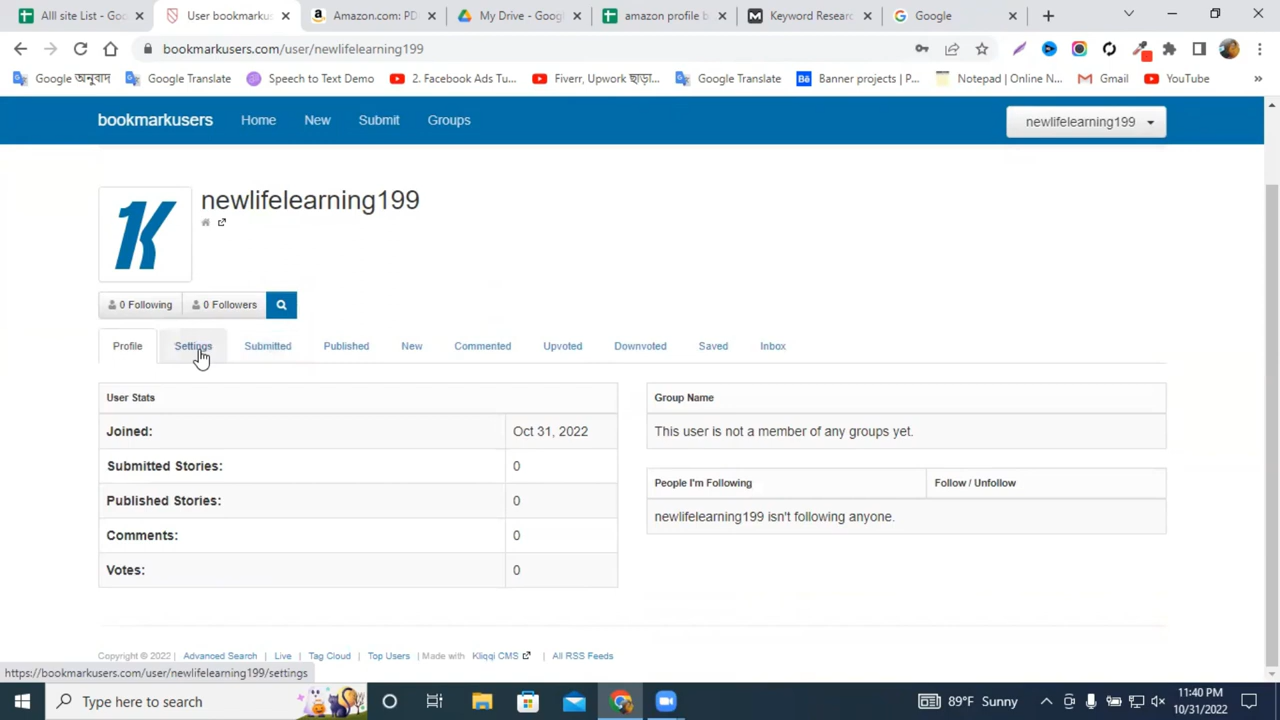 Alll site List - Goo
User bookmarku
Amazon.com: PD
My Drive - Googl
amazon profile b
Keyword Researc
Google
bookmarkusers.com/user/newlifelearning199
Google অনুবাদ
Google Translate
Speech to Text Demo
2. Facebook Ads Tu...
Fiverr, Upwork ছাড়া...
Google Translate
Banner projects | P...
Notepad | Online N...
Gmail
YouTube
bookmarkusers
Home
New
Submit
Groups
newlifelearning199
newlifelearning199
0 Following
0 Followers
Profile
Settings
Submitted
Published
New
Commented
Upvoted
Downvoted
Saved
Inbox
User Stats
Joined: Oct 31, 2022
Submitted Stories: 0
Published Stories: 0
Comments: 0
Votes: 0
Group Name
This user is not a member of any groups yet.
People I'm Following
Follow / Unfollow
newlifelearning199 isn't following anyone.
Copyright © 2022 | Advanced Search | Live | Tag Cloud | Top Users | Made with Kliqqi CMS | All RSS Feeds
https://bookmarkusers.com/user/newlifelearning199/settings
Type here to search
89°F Sunny
11:40 PM
10/31/2022